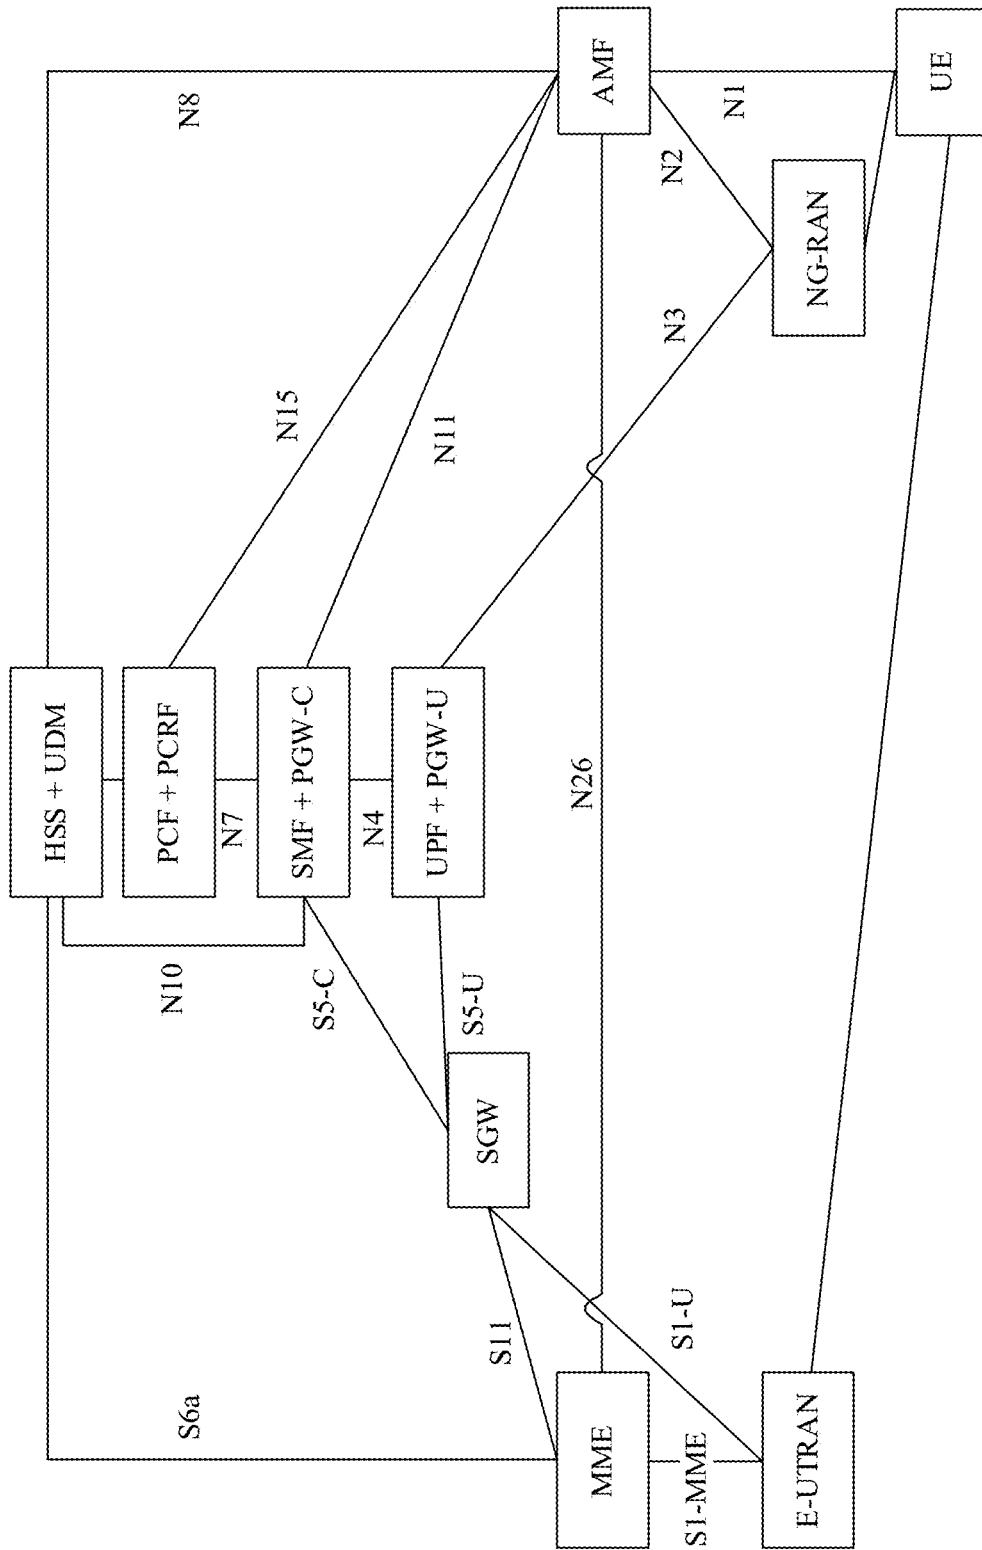 HSS + UDM
N8
S6a
PCF + PCRF
N10
N7
N15
SMF + PGW-C
S5-C
N4
N11
UPF + PGW-U
S5-U
SGW
S11
N26
AMF
MME
N2
N1
N3
S1-U
S1-MME
NG-RAN
E-UTRAN
UE